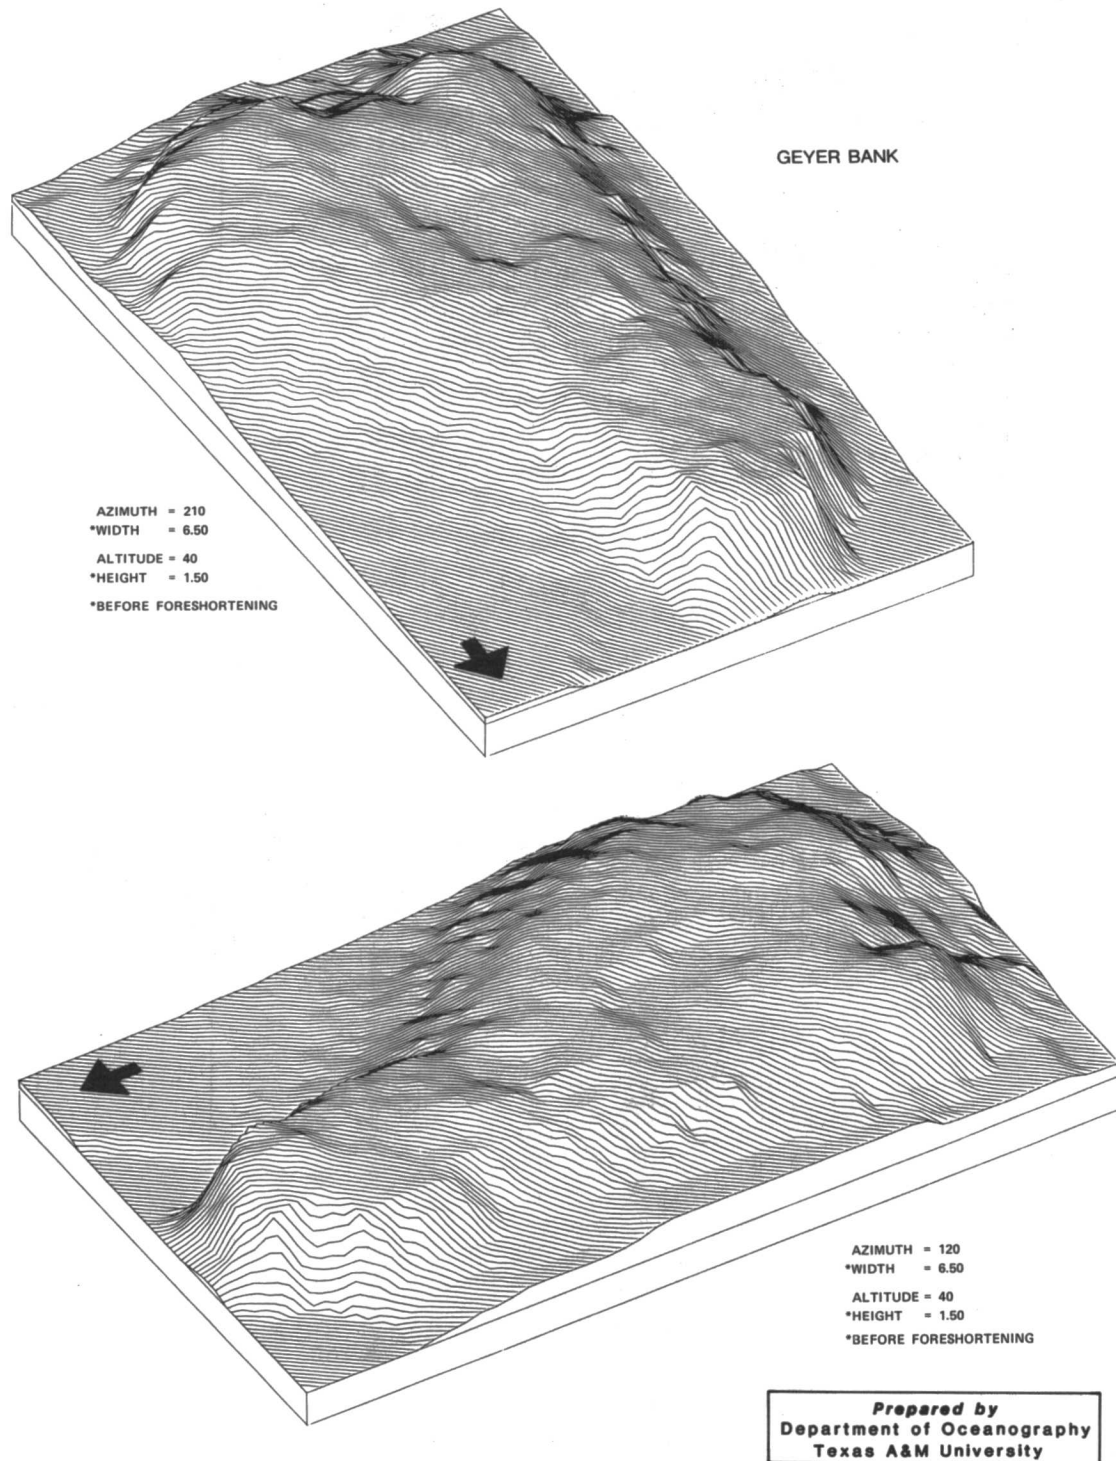 GEYER BANK
AZIMUTH = 210
*WIDTH = 6.50
ALTITUDE = 40
*HEIGHT = 1.50
*BEFORE FORESHORTENING
AZIMUTH = 120
*WIDTH = 6.50
ALTITUDE = 40
*HEIGHT = 1.50
*BEFORE FORESHORTENING
Prepared by
Department of Oceanography
Texas A&M University